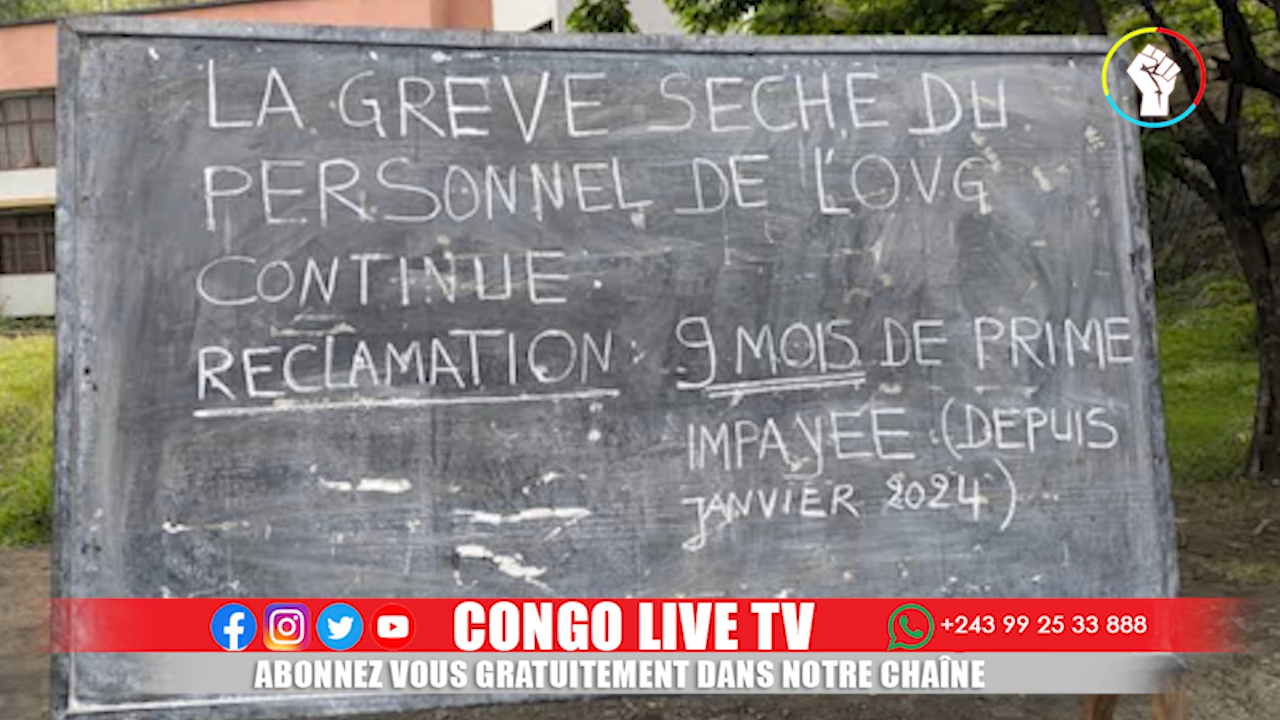 LA GREVE SECHE DU
PERSONNEL DE L'OVG
CONTINUE.
RECLAMATION : 9 MOIS DE PRIME
IMPAYEE (DEPUIS
JANVIER 2024)
CONGO LIVE TV
+243 99 25 33 888
ABONNEZ VOUS GRATUITEMENT DANS NOTRE CHAÎNE